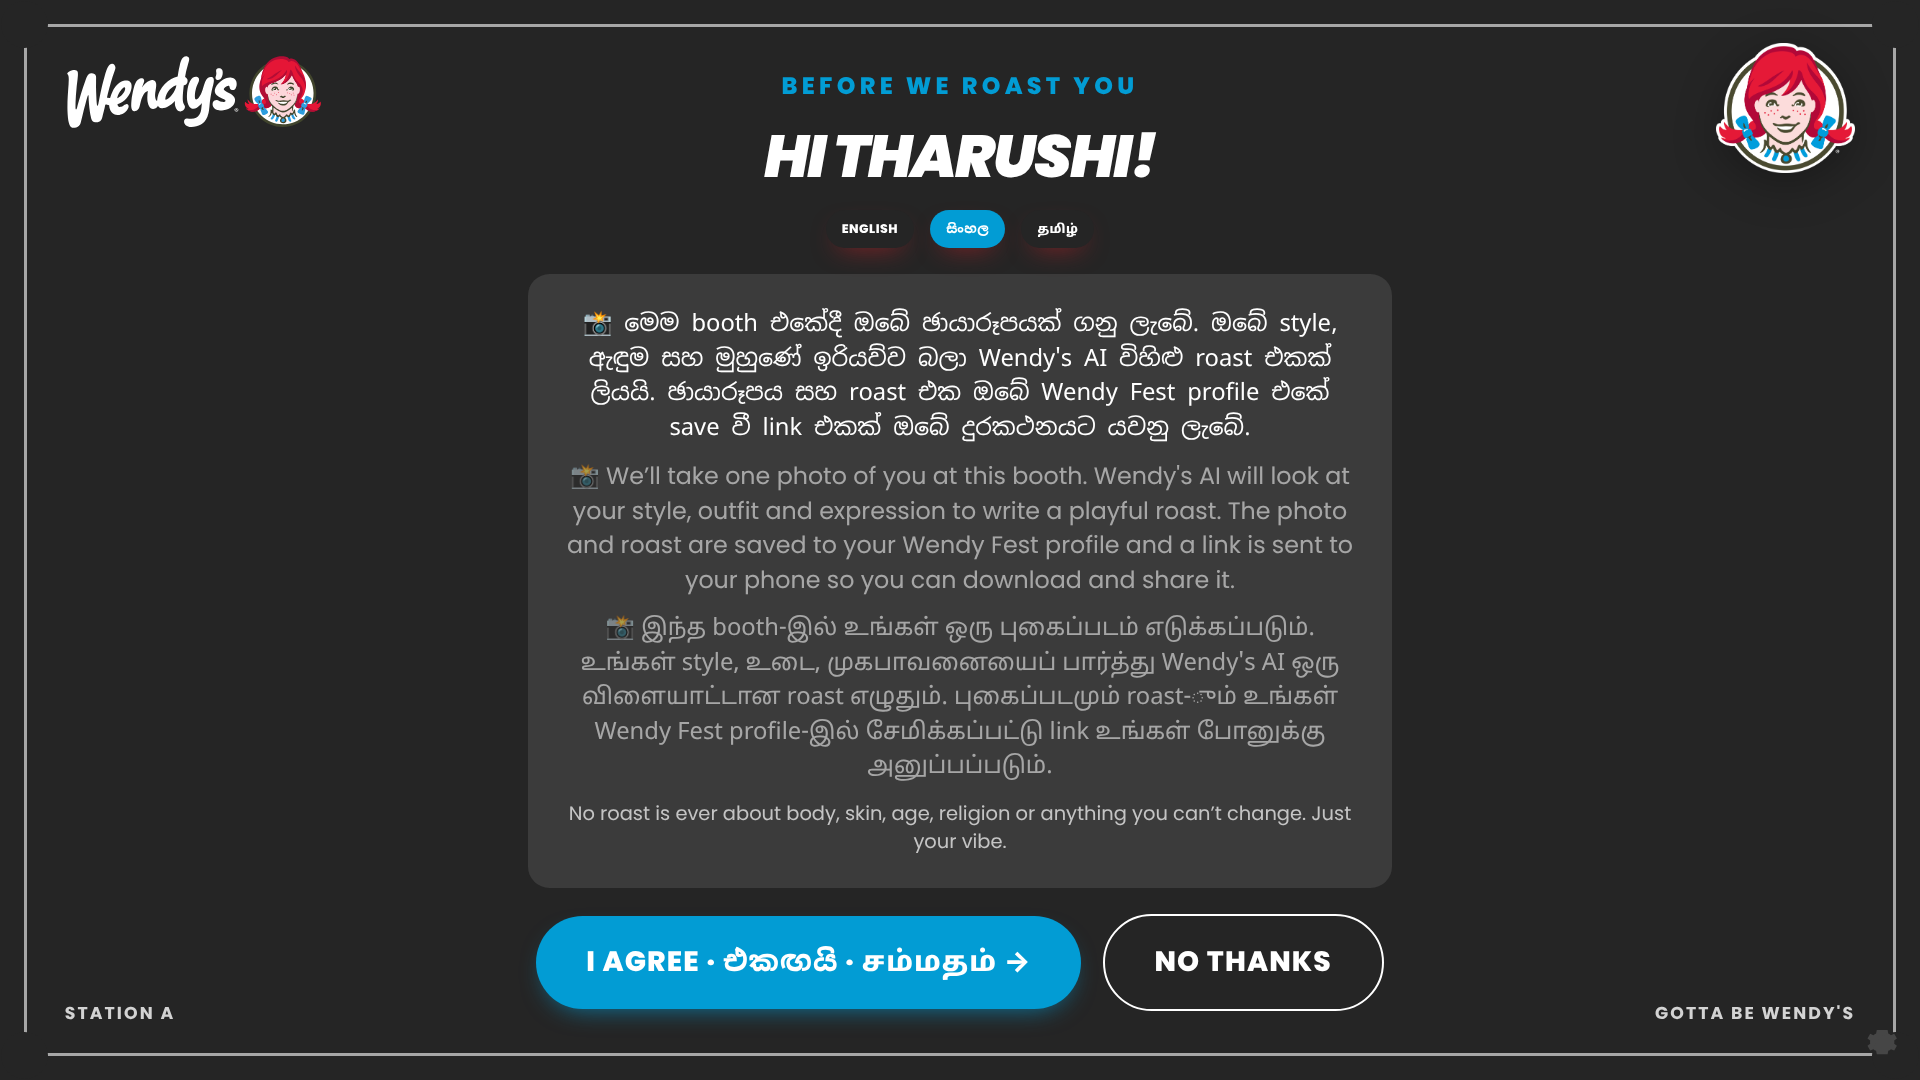 Wendy's
BEFORE WE ROAST YOU
HI THARUSHI!
ENGLISH
සිංහල
தமிழ்
📸 මෙම booth එකේදී ඔබේ ඡායාරූපයක් ගනු ලැබේ. ඔබේ style,
ඇඳුම සහ මුහුණේ ඉරියව්ව බලා Wendy's AI විහිළු roast එකක්
ලියයි. ඡායාරූපය සහ roast එක ඔබේ Wendy Fest profile එකේ
save වී link එකක් ඔබේ දුරකථනයට යවනු ලැබේ.
📸 We’ll take one photo of you at this booth. Wendy's AI will look at
your style, outfit and expression to write a playful roast. The photo
and roast are saved to your Wendy Fest profile and a link is sent to
your phone so you can download and share it.
📸 இந்த booth-இல் உங்கள் ஒரு புகைப்படம் எடுக்கப்படும்.
உங்கள் style, உடை, முகபாவனையைப் பார்த்து Wendy's AI ஒரு
விளையாட்டான roast எழுதும். புகைப்படமும் roast-ும் உங்கள்
Wendy Fest profile-இல் சேமிக்கப்பட்டு link உங்கள் போனுக்கு
அனுப்பப்படும்.
No roast is ever about body, skin, age, religion or anything you can’t change. Just
your vibe.
I AGREE · එකඟයි · சம்மதம் →
NO THANKS
STATION A
GOTTA BE WENDY'S